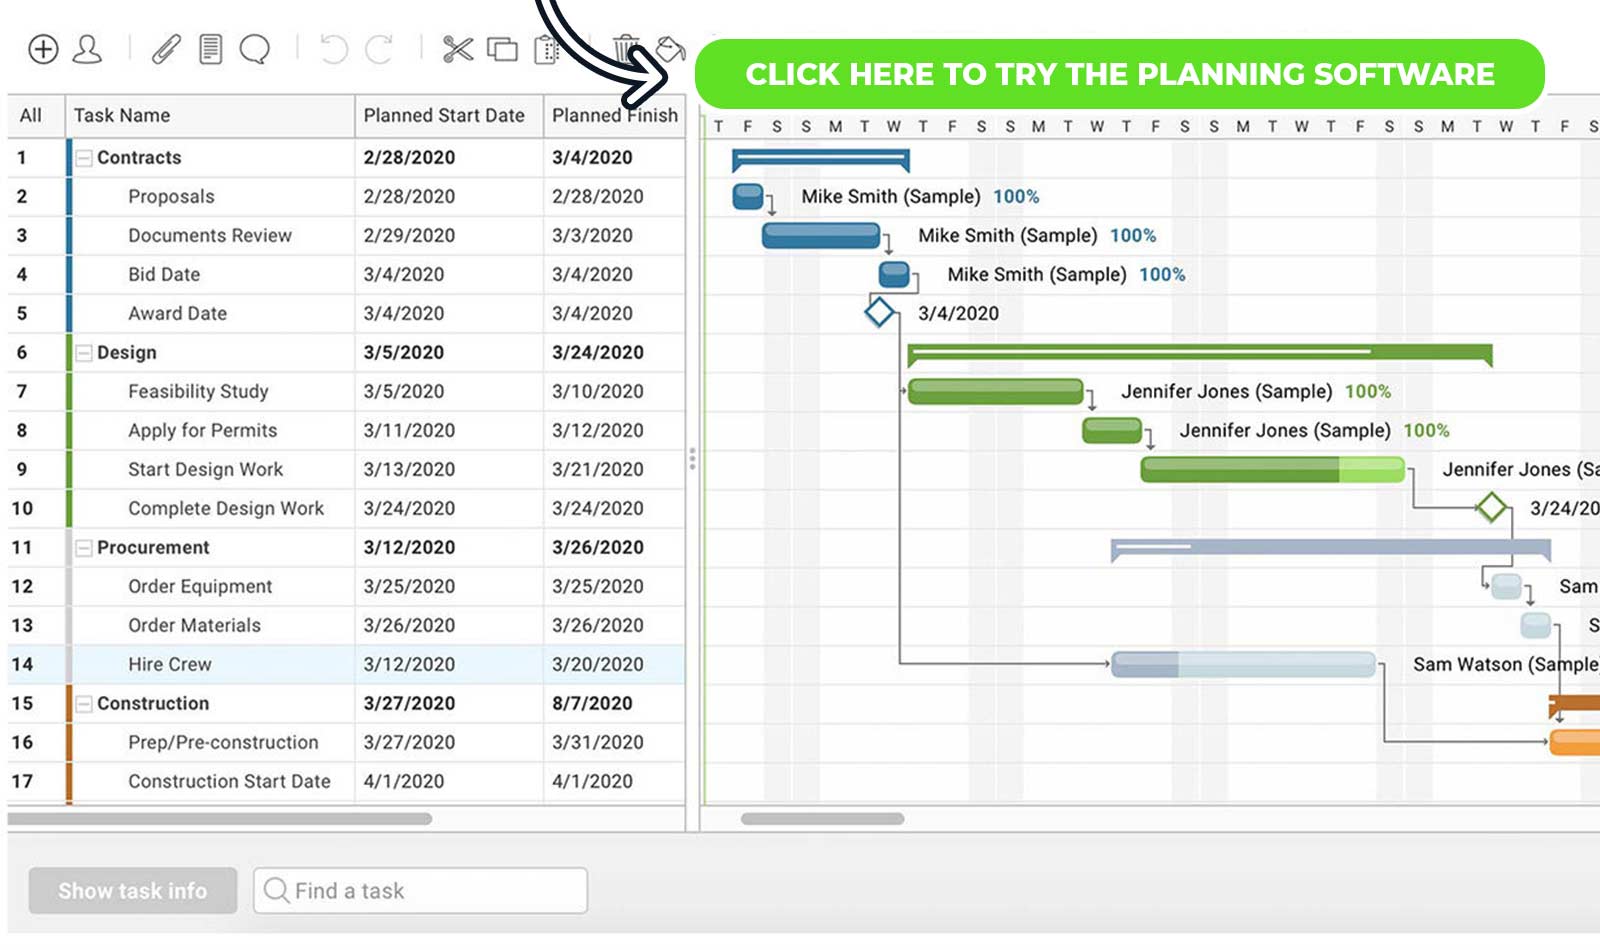 CLICK HERE TO TRY THE PLANNING SOFTWARE
All Task Name Planned Start Date Planned Finish
T F S S M T W T F S S M T W T F S S M T W T F S S M T W T F S
1 Contracts 2/28/2020 3/4/2020
2 Proposals 2/28/2020 2/28/2020 Mike Smith (Sample) 100%
3 Documents Review 2/29/2020 3/3/2020 Mike Smith (Sample) 100%
4 Bid Date 3/4/2020 3/4/2020 Mike Smith (Sample) 100%
5 Award Date 3/4/2020 3/4/2020 3/4/2020
6 Design 3/5/2020 3/24/2020
7 Feasibility Study 3/5/2020 3/10/2020 Jennifer Jones (Sample) 100%
8 Apply for Permits 3/11/2020 3/12/2020 Jennifer Jones (Sample) 100%
9 Start Design Work 3/13/2020 3/21/2020 Jennifer Jones (Sa
10 Complete Design Work 3/24/2020 3/24/2020 3/24/20
11 Procurement 3/12/2020 3/26/2020
12 Order Equipment 3/25/2020 3/25/2020 Sam
13 Order Materials 3/26/2020 3/26/2020 S
14 Hire Crew 3/12/2020 3/20/2020 Sam Watson (Sample
15 Construction 3/27/2020 8/7/2020
16 Prep/Pre-construction 3/27/2020 3/31/2020
17 Construction Start Date 4/1/2020 4/1/2020
Show task info Find a task